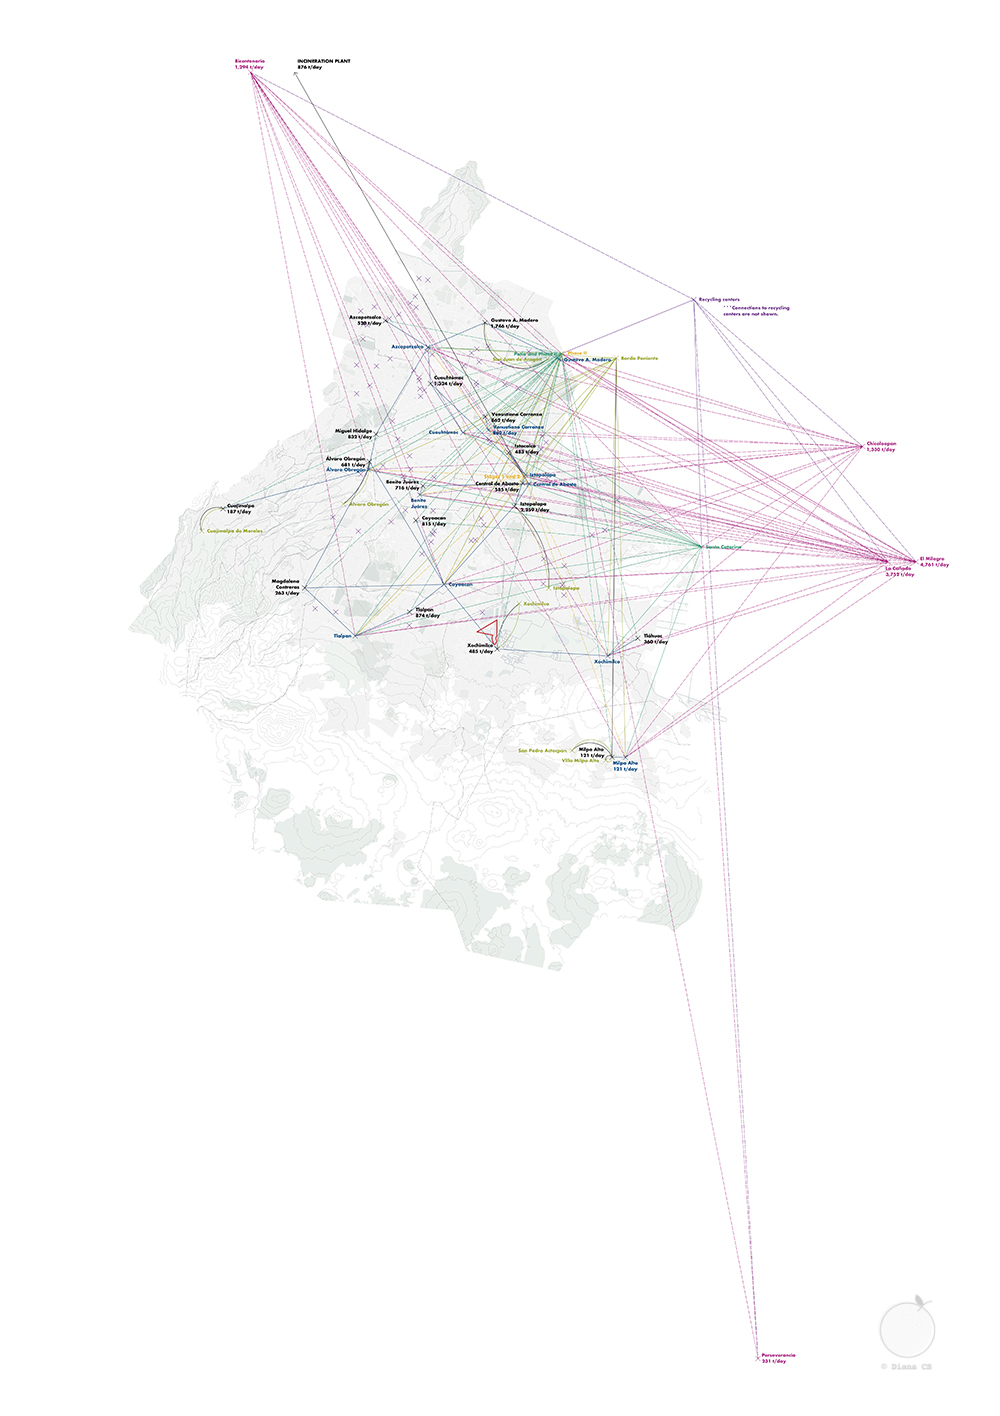 Bicentenario
1,294 t/day
INCINERATION PLANT
876 t/day
Recycling centers
***Connections to recycling
centers are not shown.
Azcapotzalco
520 t/day
Gustavo A. Madero
1,746 t/day
Azcapotzalco
San Juan de Aragón
Phase II
Gustavo A. Madero
Bordo Poniente
Cuauhtémoc
1,334 t/day
Venustiano Carranza
862 t/day
Venustiano Carranza
Cuauhtémoc
Miguel Hidalgo
832 t/day
Iztacalco
483 t/day
Chicoloapan
1,330 t/day
Álvaro Obregón
681 t/day
Álvaro Obregón
Iztapalapa
Central de Abasto
585 t/day
Central de Abasto
Benito Juárez
716 t/day
Benito
Juárez
Álvaro Obregón
Iztapalapa
2,259 t/day
Cuajimalpa
187 t/day
Cuajimalpa de Morelos
Coyoacan
815 t/day
Santa Catarina
El Milagro
4,761 t/day
La Cañada
3,752 t/day
Magdalena
Contreras
263 t/day
Coyoacan
Iztapalapa
Xochimilco
Tlalpan
874 t/day
Tlalpan
Xochimilco
485 t/day
Tláhuac
360 t/day
Xochimilco
San Pedro Actopan
Milpa Alta
121 t/day
Villa Milpa Alta
Milpa Alta
121 t/day
Perseverancia
251 t/day
© Diana CS